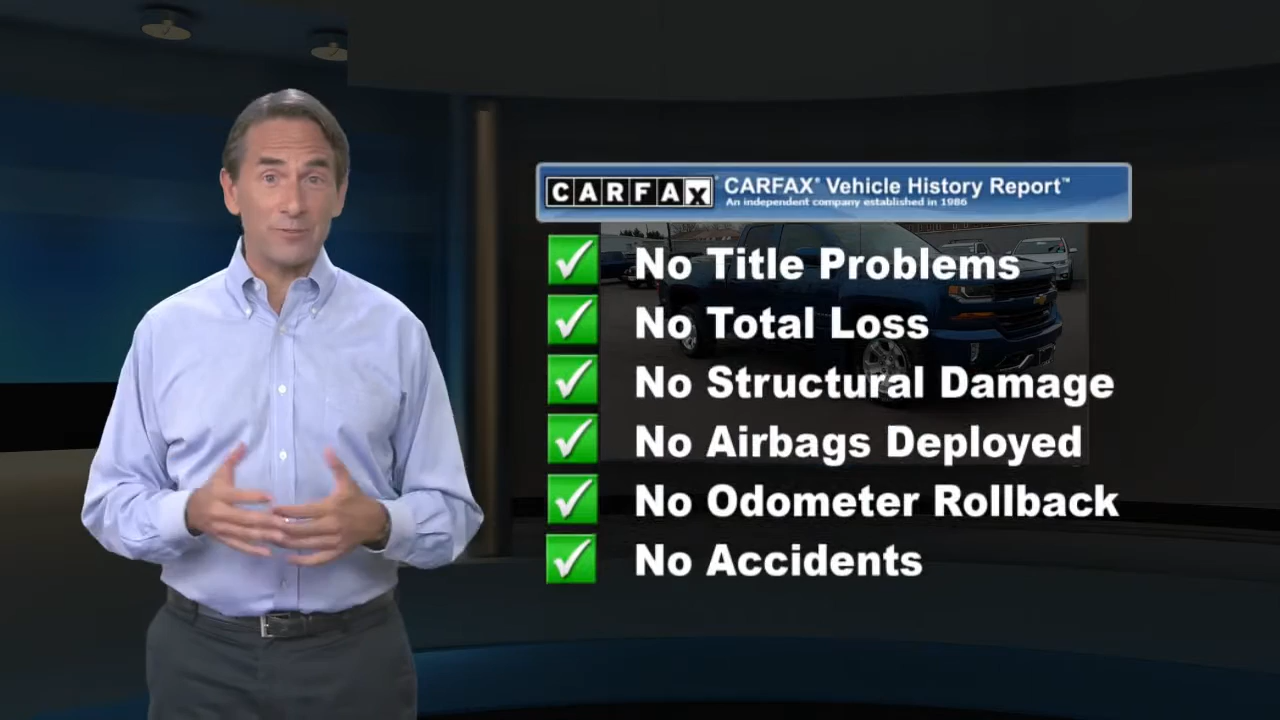 CARFAX CARFAX® Vehicle History Report™
An independent company established in 1986
No Title Problems
No Total Loss
No Structural Damage
No Airbags Deployed
No Odometer Rollback
No Accidents